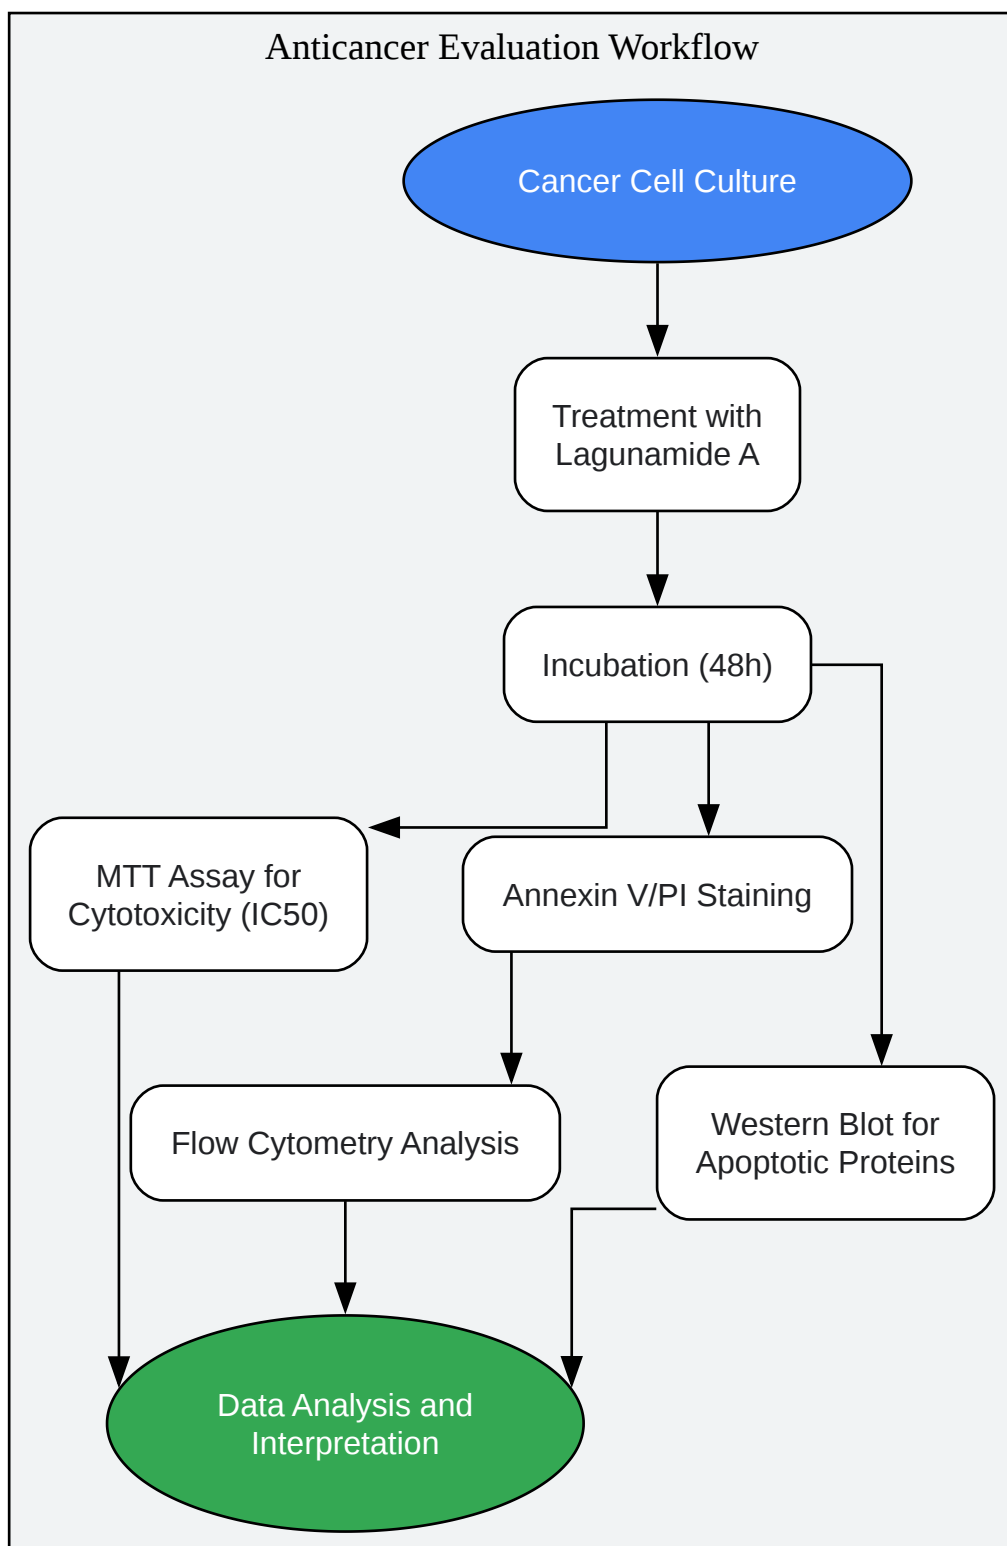 Anticancer Evaluation Workflow
Cancer Cell Culture
Treatment with
Lagunamide A
Incubation (48h)
MTT Assay for
Cytotoxicity (IC50)
Annexin V/PI Staining
Flow Cytometry Analysis
Western Blot for
Apoptotic Proteins
Data Analysis and
Interpretation